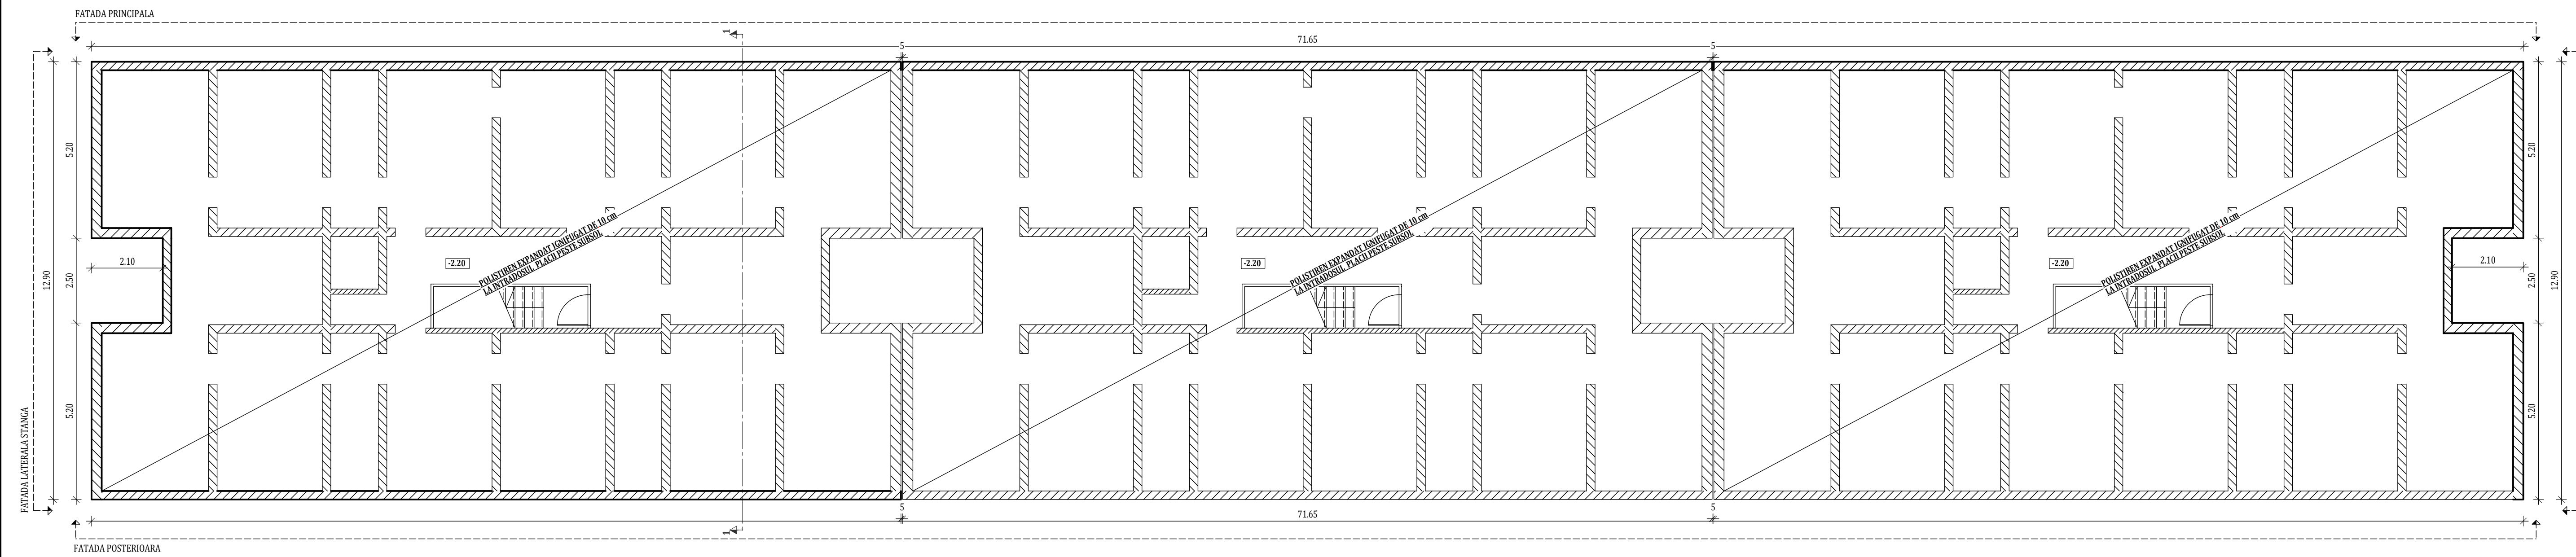 FATADA PRINCIPALA
1
71.65
5
5
5.20
5.20
POLISTIREN EXPANDAT IGNIFUGAT DE 10 cm
LA INTRADOSUL PLACII PESTE SUBSOL
POLISTIREN EXPANDAT IGNIFUGAT DE 10 cm
LA INTRADOSUL PLACII PESTE SUBSOL
POLISTIREN EXPANDAT IGNIFUGAT DE 10 cm
LA INTRADOSUL PLACII PESTE SUBSOL
2.10
-2.20
-2.20
-2.20
2.10
12.90
2.50
2.50
12.90
5.20
5.20
FATADA LATERALA STANGA
5
5
71.65
1
FATADA POSTERIOARA